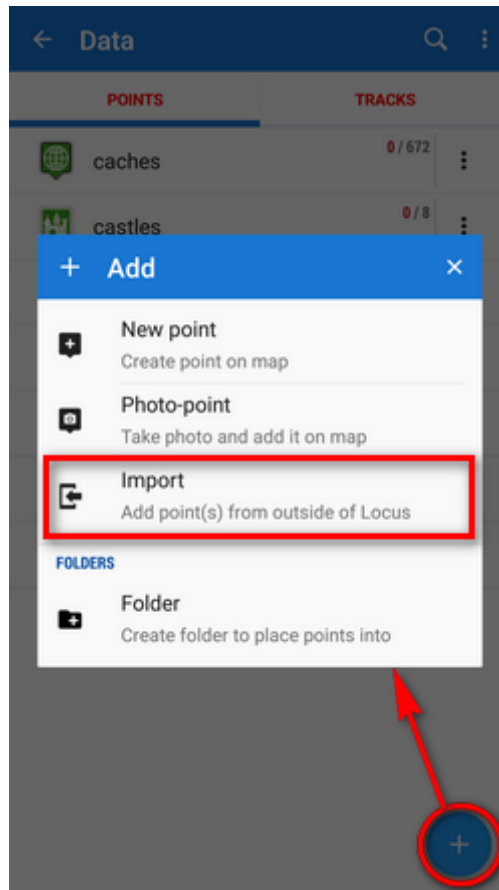 Data
POINTS TRACKS
caches 0 / 672
castles 0 / 8
+ Add ×
New point
Create point on map
Photo-point
Take photo and add it on map
Import
Add point(s) from outside of Locus
FOLDERS
Folder
Create folder to place points into
+